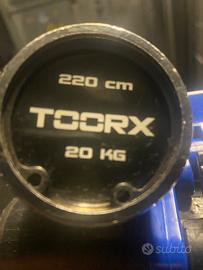 220 cm
TOORX
20 KG
subito